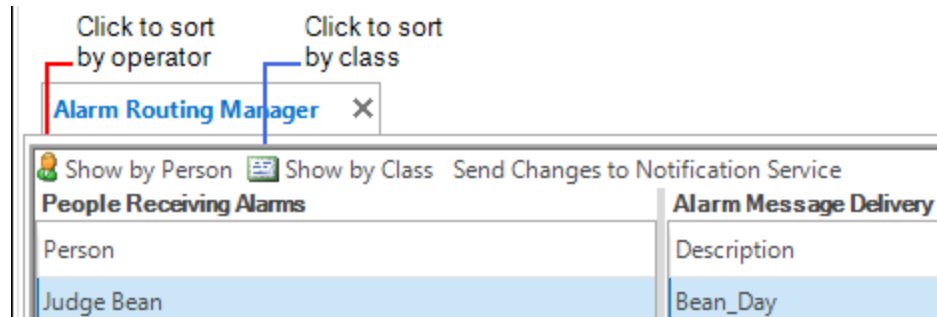 Click to sort
by operator
Click to sort
by class
Alarm Routing Manager
Show by Person Show by Class Send Changes to Notification Service
People Receiving Alarms Alarm Message Delivery
Person Description
Judge Bean Bean_Day